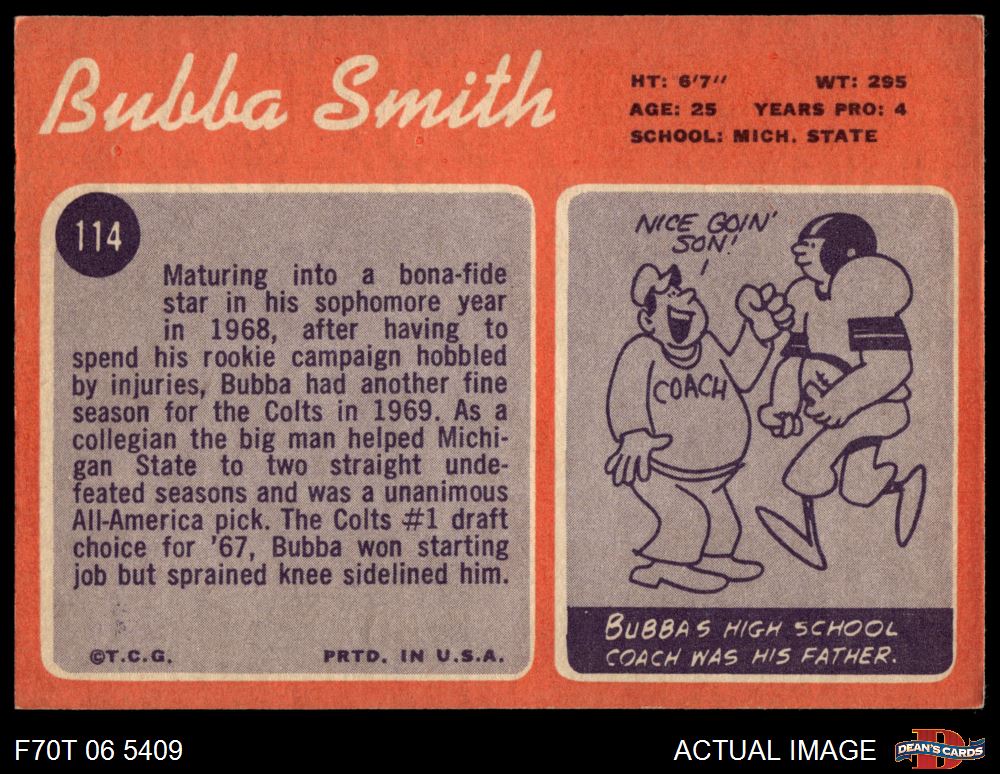 Bubba Smith
HT: 6'7" WT: 295
AGE: 25 YEARS PRO: 4
SCHOOL: MICH. STATE
114
Maturing into a bona-fide
star in his sophomore year
in 1968, after having to
spend his rookie campaign hobbled
by injuries, Bubba had another fine
season for the Colts in 1969. As a
collegian the big man helped Michi-
gan State to two straight unde-
feated seasons and was a unanimous
All-America pick. The Colts #1 draft
choice for '67, Bubba won starting
job but sprained knee sidelined him.
©T.C.G. PRTD. IN U.S.A.
NICE GOIN'
SON!
COACH
BUBBAS HIGH SCHOOL
COACH WAS HIS FATHER.
F70T 06 5409
ACTUAL IMAGE
DEAN'S CARDS